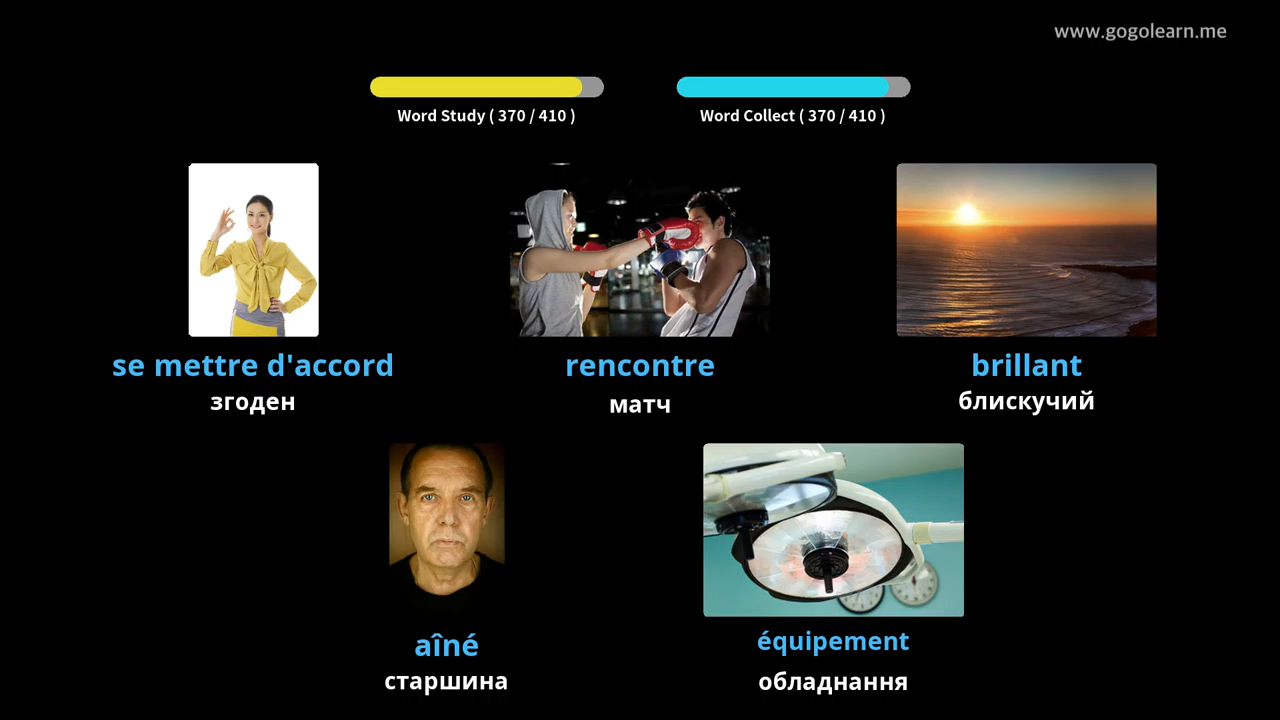 www.gogolearn.me
Word Study ( 370 / 410 )
Word Collect ( 370 / 410 )
se mettre d'accord
згоден
rencontre
матч
brillant
блискучий
aîné
старшина
équipement
обладнання